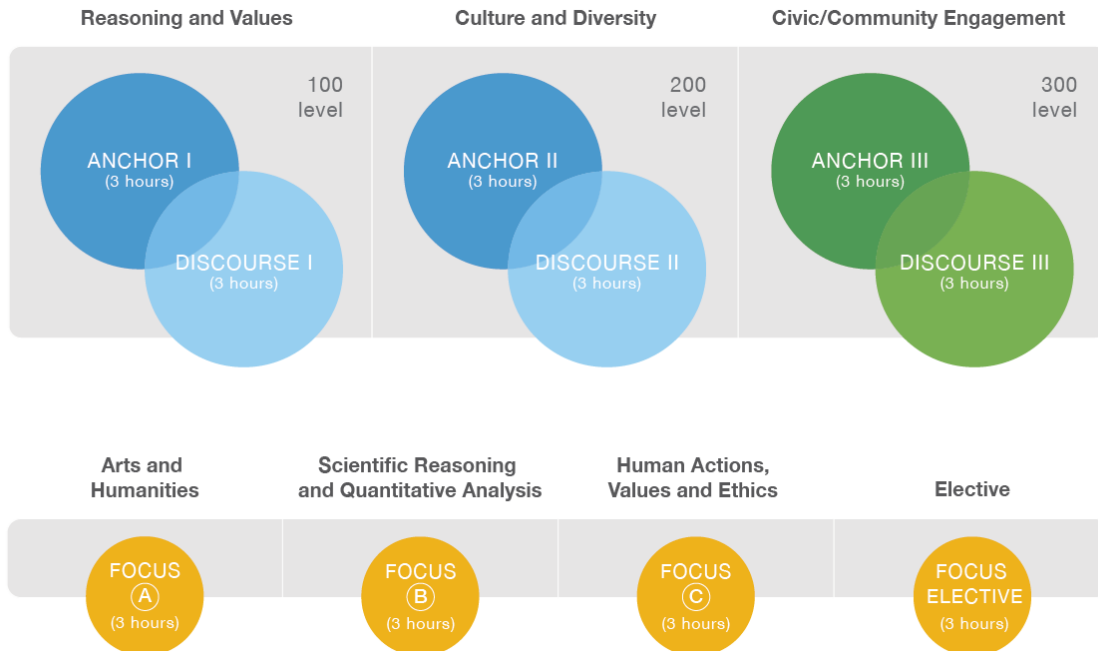 Reasoning and Values
Culture and Diversity
Civic/Community Engagement
100
level
ANCHOR I
(3 hours)
DISCOURSE I
(3 hours)
200
level
ANCHOR II
(3 hours)
DISCOURSE II
(3 hours)
300
level
ANCHOR III
(3 hours)
DISCOURSE III
(3 hours)
Arts and
Humanities
Scientific Reasoning
and Quantitative Analysis
Human Actions,
Values and Ethics
Elective
FOCUS
A
(3 hours)
FOCUS
B
(3 hours)
FOCUS
C
(3 hours)
FOCUS
ELECTIVE
(3 hours)